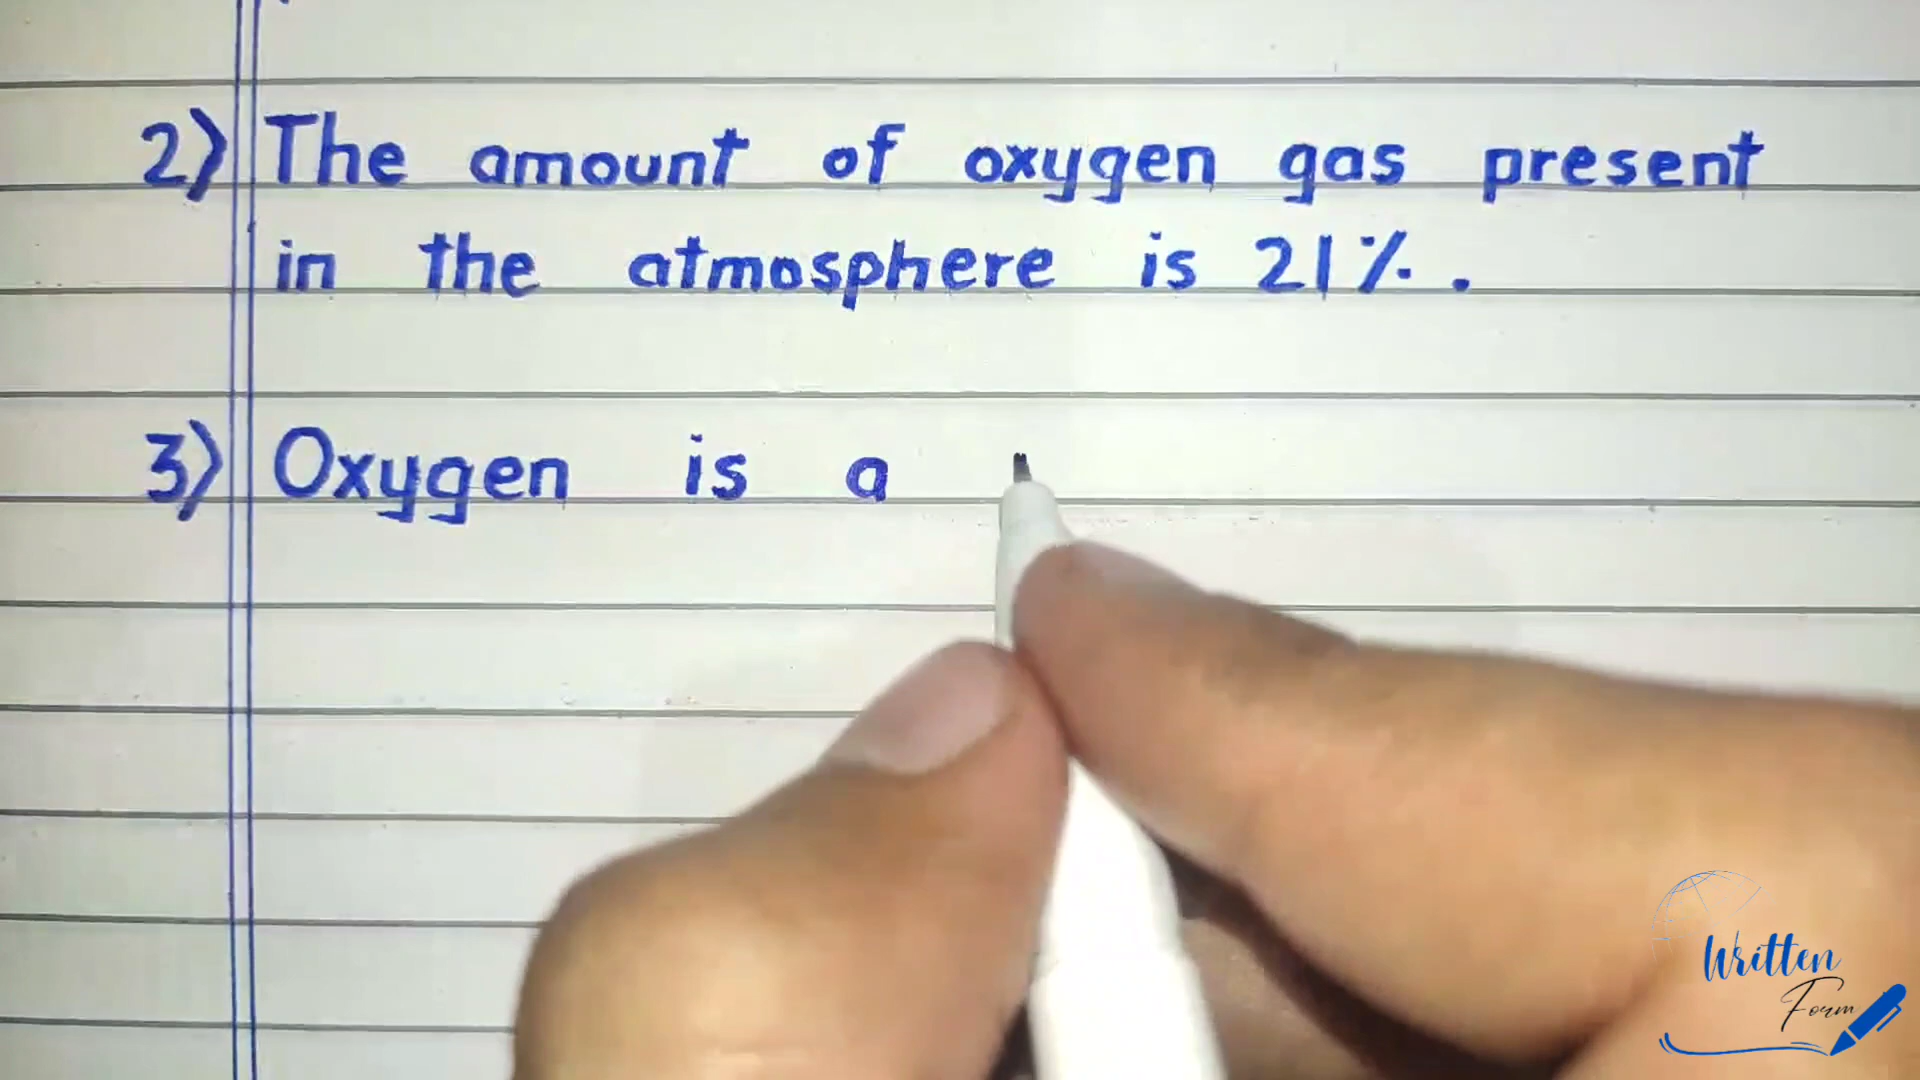 2) The amount of oxygen gas present
in the atmosphere is 21%.
3) Oxygen is a
Written
Form